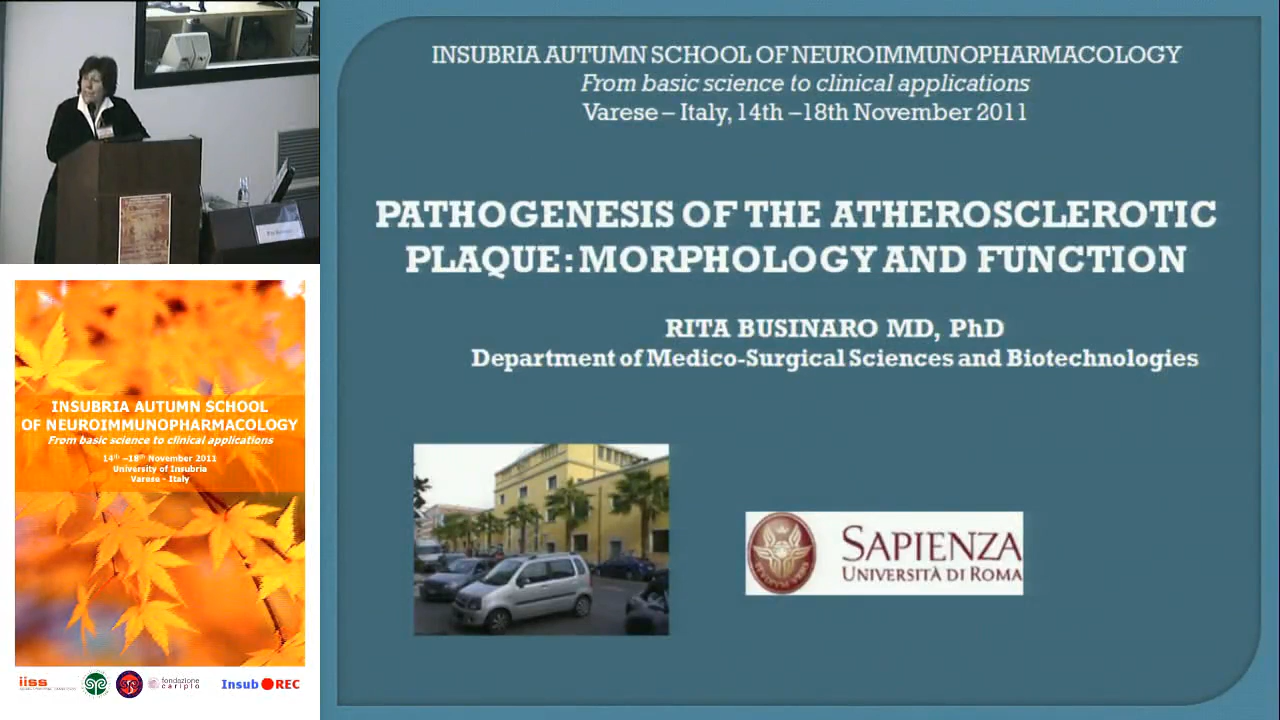 INSUBRIA AUTUMN SCHOOL OF NEUROIMMUNOPHARMACOLOGY
From basic science to clinical applications
Varese – Italy, 14th –18th November 2011
PATHOGENESIS OF THE ATHEROSCLEROTIC
PLAQUE: MORPHOLOGY AND FUNCTION
RITA BUSINARO MD, PhD
Department of Medico-Surgical Sciences and Biotechnologies
SAPIENZA
UNIVERSITÀ DI ROMA
INSUBRIA AUTUMN SCHOOL
OF NEUROIMMUNOPHARMACOLOGY
From basic science to clinical applications
14th –18th November 2011
University of Insubria
Varese - Italy
iiss
fondazione
cariplo
Insub REC